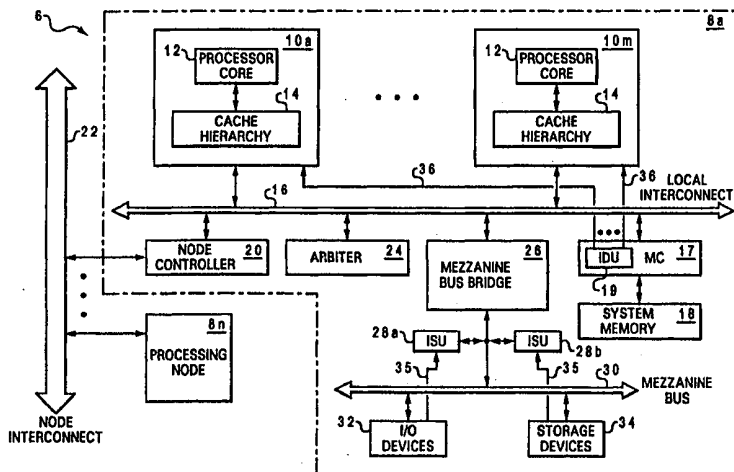 6
8a
10a
12
PROCESSOR
CORE
14
CACHE
HIERARCHY
10m
12
PROCESSOR
CORE
14
CACHE
HIERARCHY
22
36
36
LOCAL
INTERCONNECT
16
NODE
CONTROLLER
20
ARBITER
24
MEZZANINE
BUS BRIDGE
26
IDU
MC
17
19
SYSTEM
MEMORY
18
8n
PROCESSING
NODE
28a
ISU
ISU
28b
35
35
30
MEZZANINE
BUS
NODE
INTERCONNECT
32
I/O
DEVICES
STORAGE
DEVICES
34